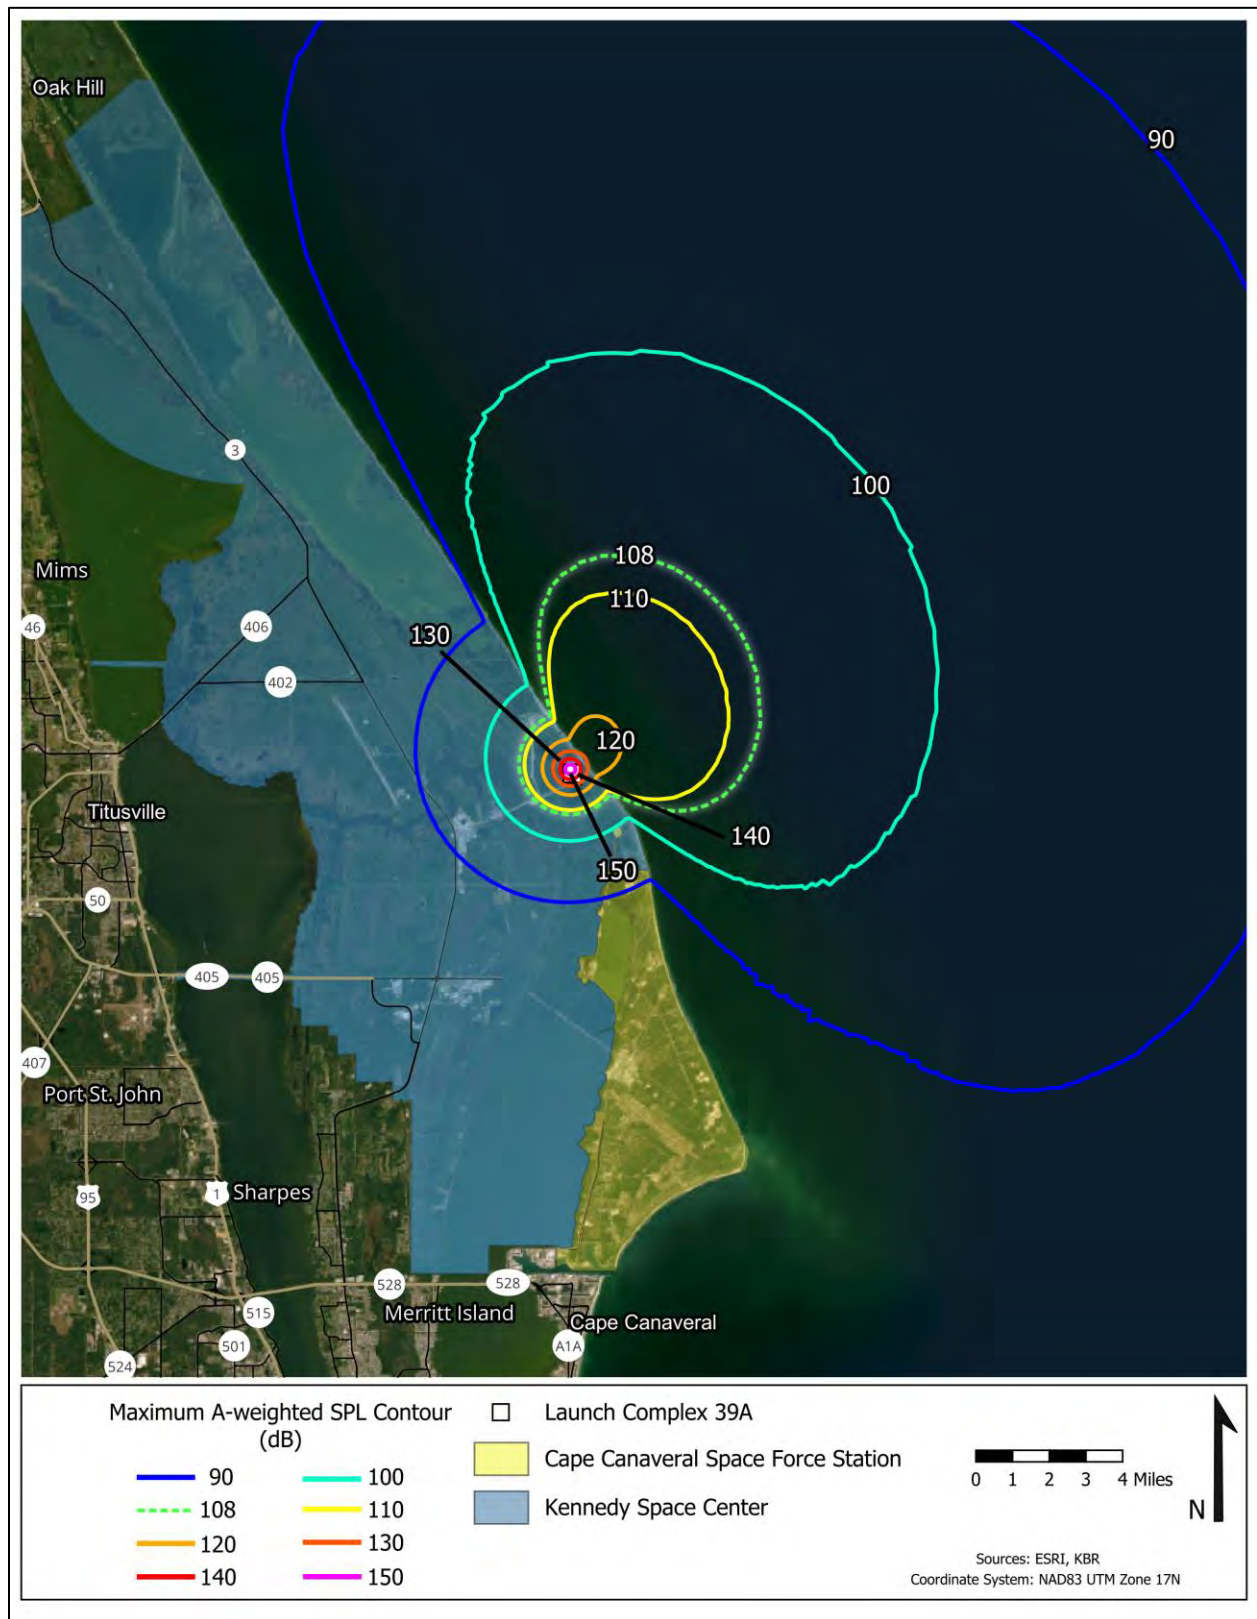 Oak Hill
90
3
100
108
Mims
110
46
406
130
402
120
Titusville
140
150
50
405
405
407
Port St. John
95
1
Sharpes
528
528
515
Merritt Island
Cape Canaveral
501
A1A
524
Maximum A-weighted SPL Contour
(dB)
90
100
108
110
120
130
140
150
Launch Complex 39A
Cape Canaveral Space Force Station
Kennedy Space Center
0 1 2 3 4 Miles
N
Sources: ESRI, KBR
Coordinate System: NAD83 UTM Zone 17N